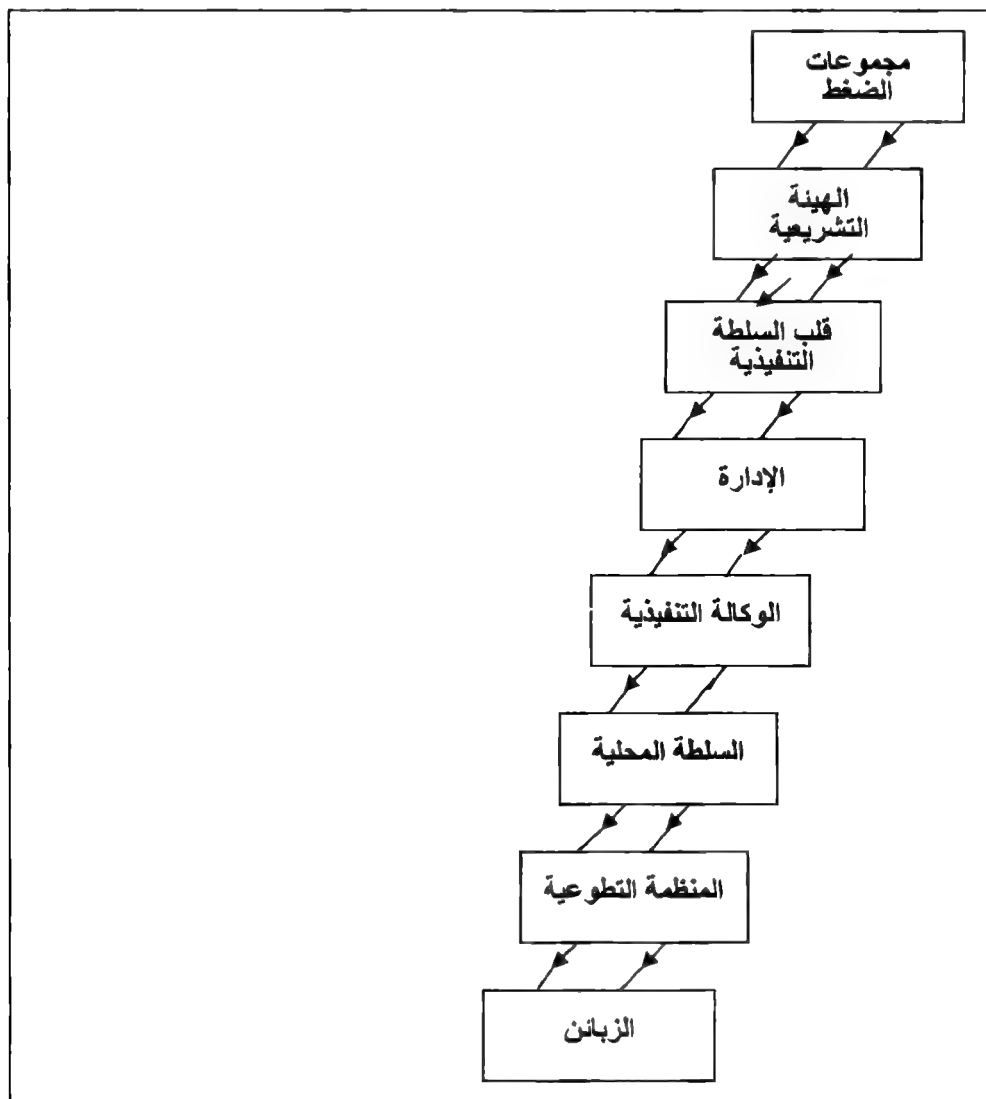 مجموعات
الضغط
الهيئة
التشريعية
قلب السلطة
التنفيذية
الإدارة
الوكالة التنفيذية
السلطة المحلية
المنظمة التطوعية
الزبائن